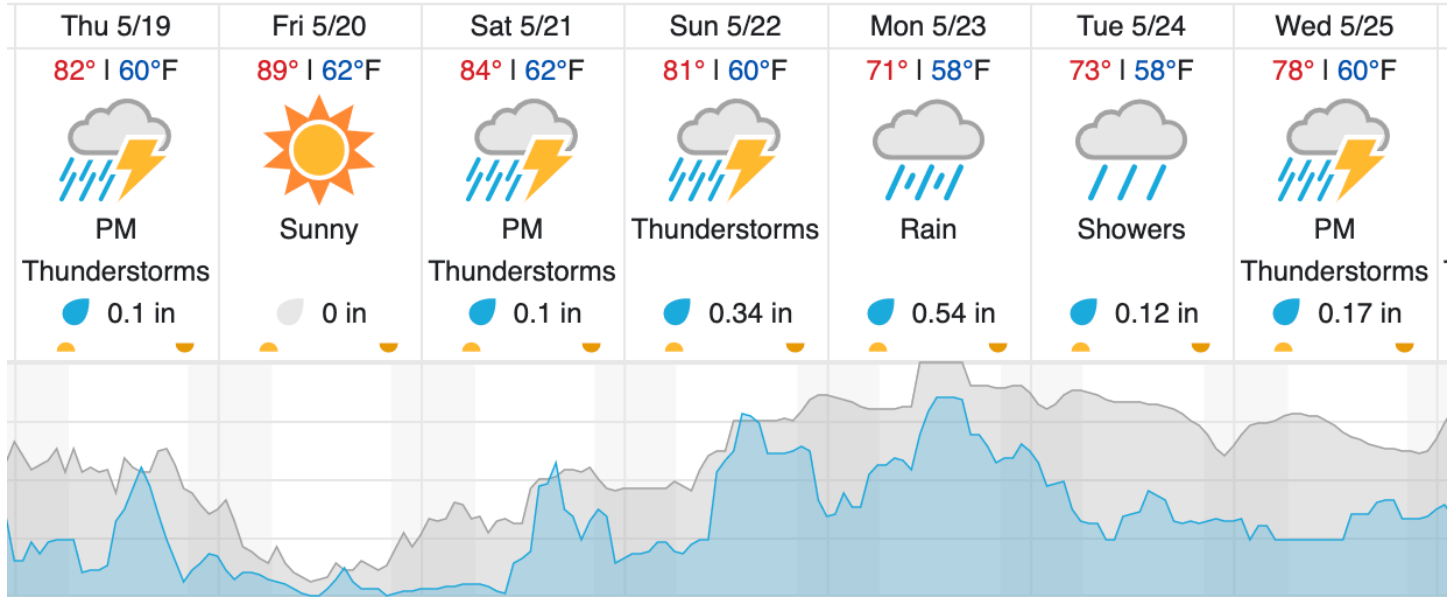 Thu 5/19 Fri 5/20 Sat 5/21 Sun 5/22 Mon 5/23 Tue 5/24 Wed 5/25
82° | 60°F 89° | 62°F 84° | 62°F 81° | 60°F 71° | 58°F 73° | 58°F 78° | 60°F
PM Sunny PM Thunderstorms Rain Showers PM
Thunderstorms Thunderstorms Thunderstorms
0.1 in 0 in 0.1 in 0.34 in 0.54 in 0.12 in 0.17 in